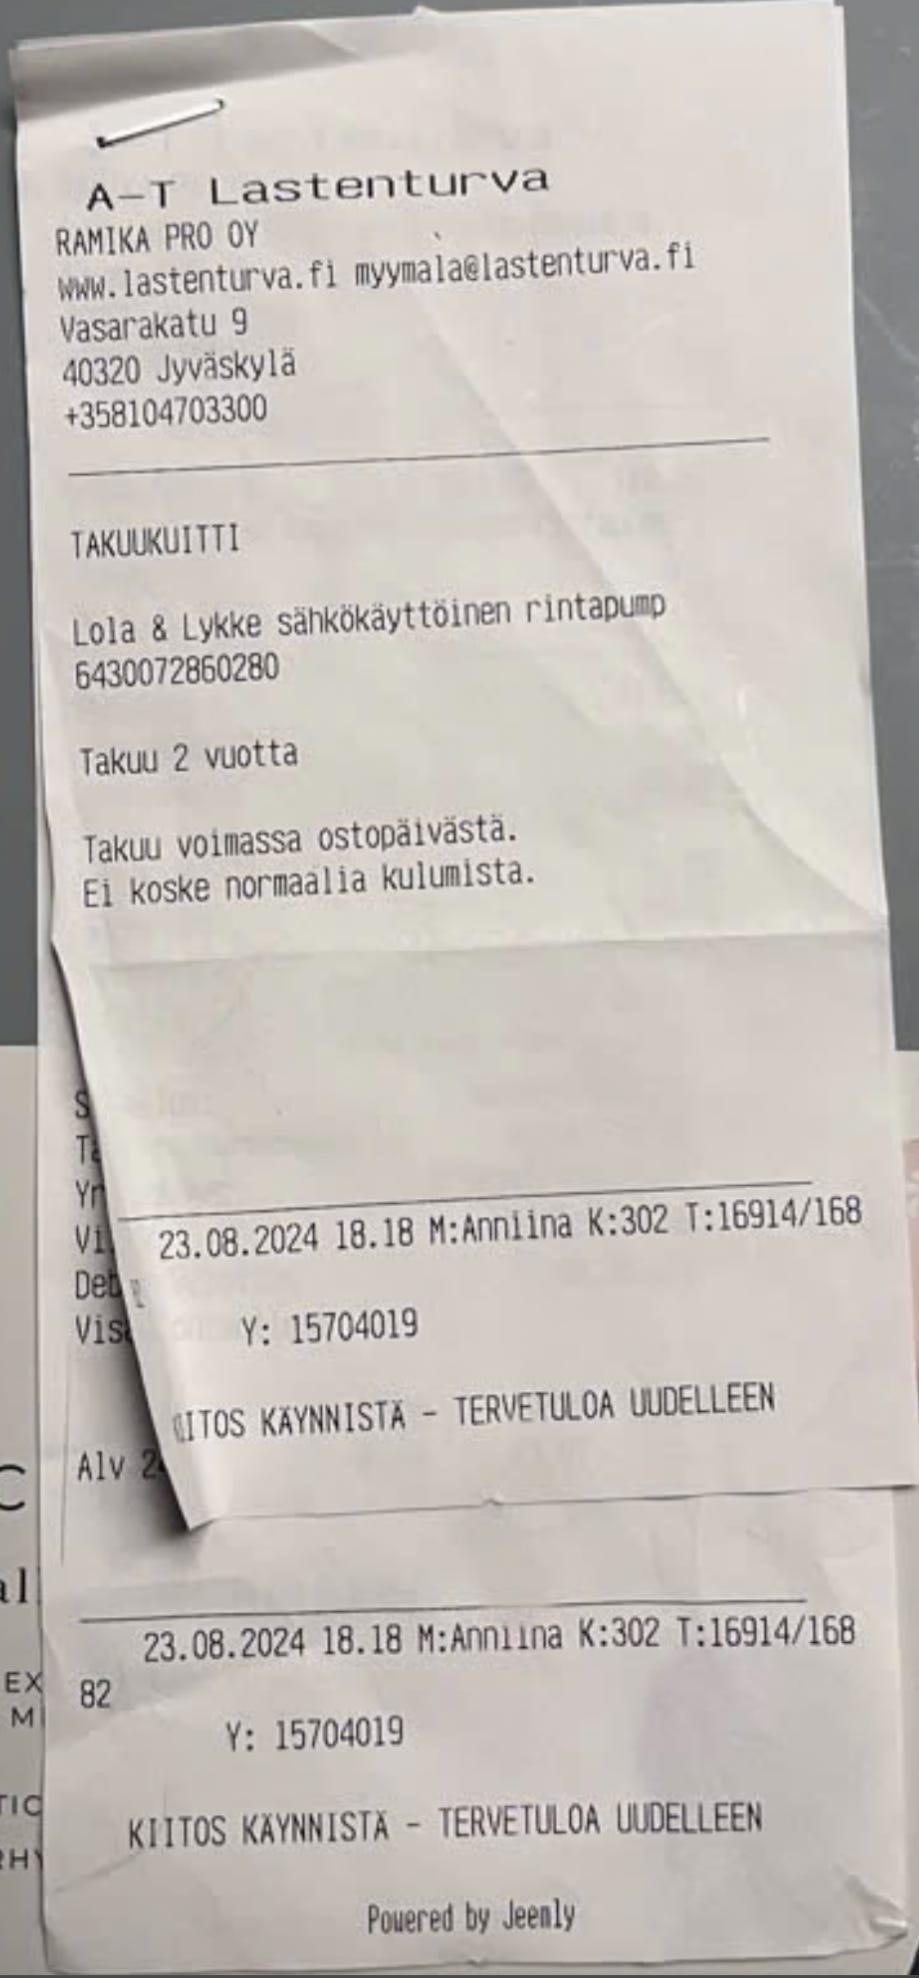 A-T Lastenturva
RAMIKA PRO OY
www.lastenturva.fi myymala@lastenturva.fi
Vasarakatu 9
40320 Jyväskylä
+358104703300
TAKUUKUITTI
Lola & Lykke sähkökäyttöinen rintapump
6430072860280
Takuu 2 vuotta
Takuu voimassa ostopäivästä.
Ei koske normaalia kulumista.
23.08.2024 18.18 M:Anniina K:302 T:16914/168
Y: 15704019
KIITOS KÄYNNISTÄ - TERVETULOA UUDELLEEN
Alv
23.08.2024 18.18 M:Anniina K:302 T:16914/168
82
Y: 15704019
KIITOS KÄYNNISTÄ - TERVETULOA UUDELLEEN
Powered by Jeemly